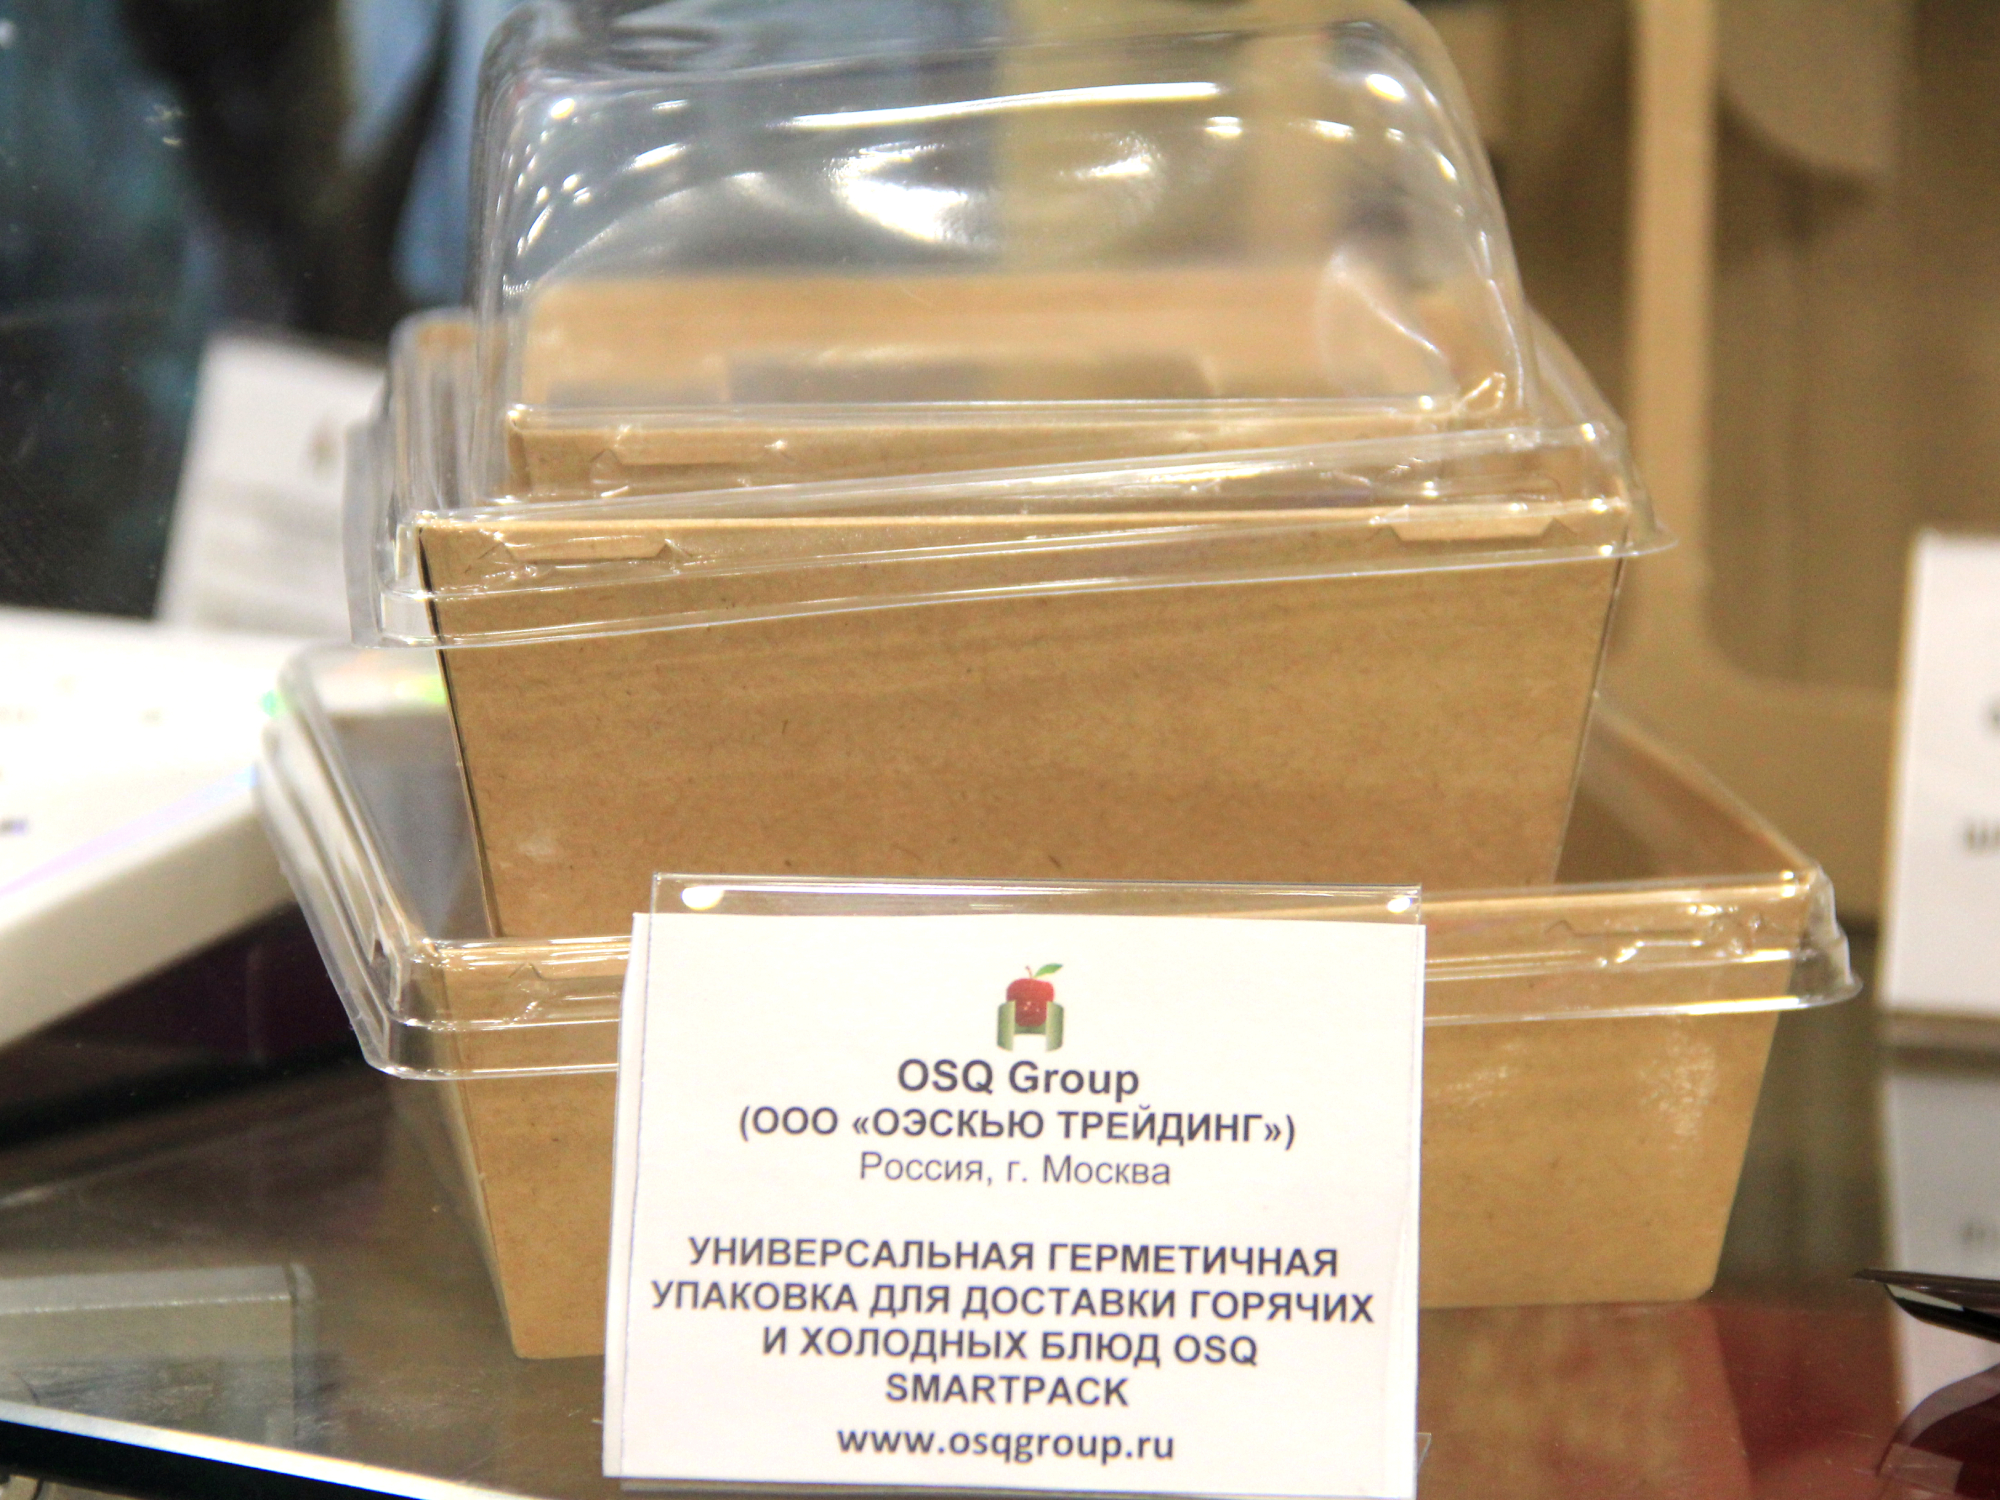 OSQ Group
(ООО «ОЭСКЬЮ ТРЕЙДИНГ»)
Россия, г. Москва
УНИВЕРСАЛЬНАЯ ГЕРМЕТИЧНАЯ
УПАКОВКА ДЛЯ ДОСТАВКИ ГОРЯЧИХ
И ХОЛОДНЫХ БЛЮД OSQ
SMARTPACK
www.osqgroup.ru